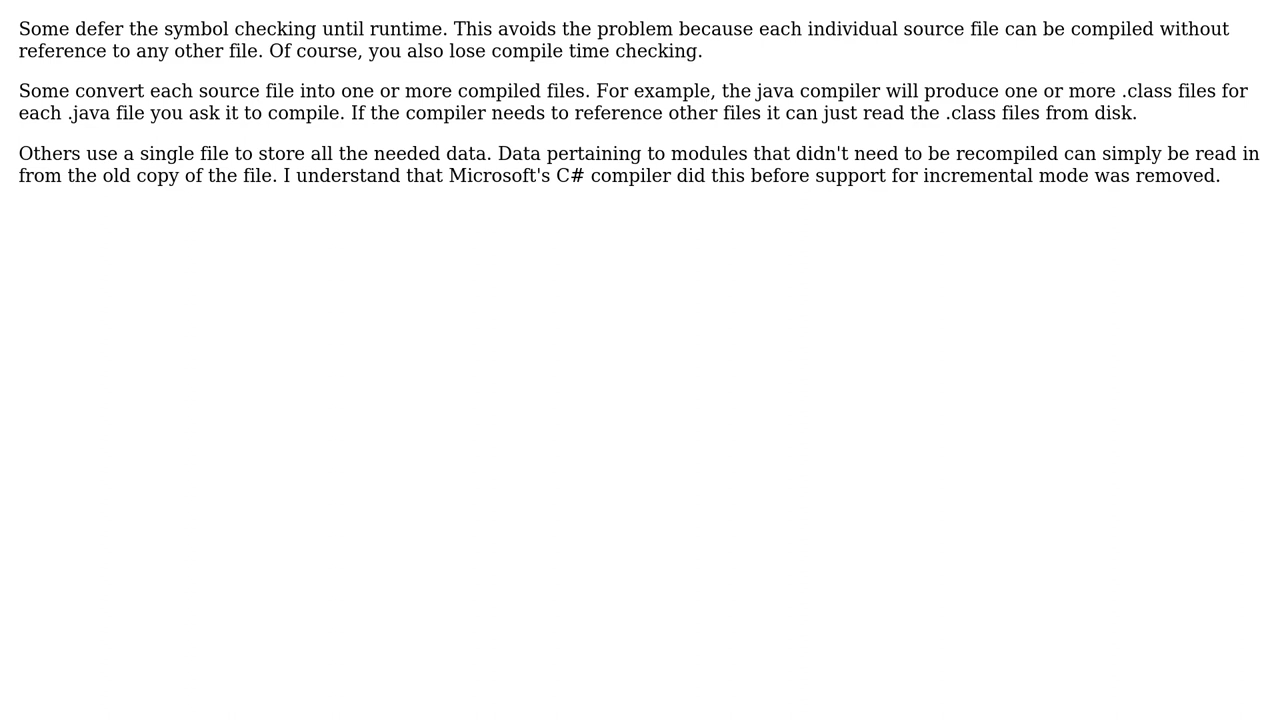 Some defer the symbol checking until runtime. This avoids the problem because each individual source file can be compiled without
reference to any other file. Of course, you also lose compile time checking.
Some convert each source file into one or more compiled files. For example, the java compiler will produce one or more .class files for
each .java file you ask it to compile. If the compiler needs to reference other files it can just read the .class files from disk.
Others use a single file to store all the needed data. Data pertaining to modules that didn't need to be recompiled can simply be read in
from the old copy of the file. I understand that Microsoft's C# compiler did this before support for incremental mode was removed.